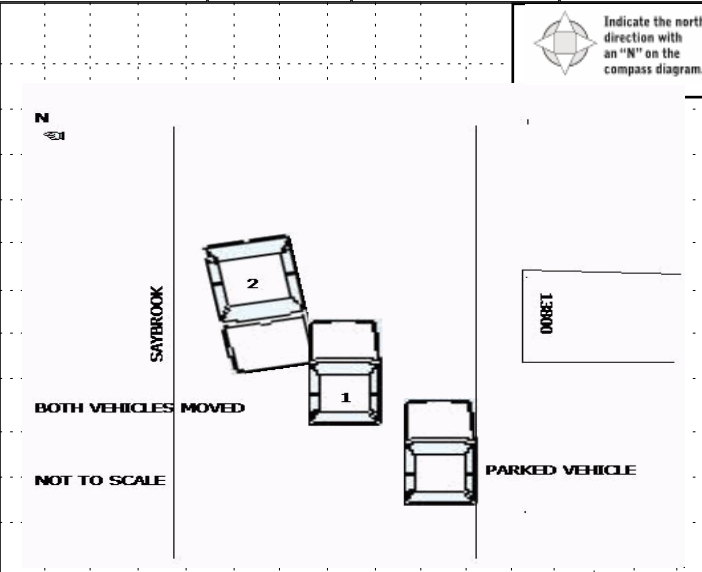 Indicate the north
direction with
an “N” on the
compass diagram.
N
2
SAYBROOK
13800
1
BOTH VEHICLES MOVED
PARKED VEHICLE
NOT TO SCALE